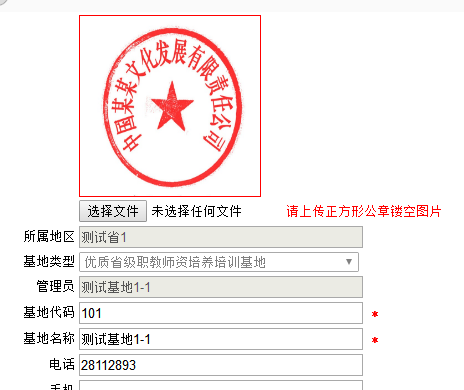 中国某某文化发展有限责任公司
选择文件 未选择任何文件 请上传正方形公章镂空图片
所属地区 测试省1
基地类型 优质省级职教师资培养培训基地
管理员 测试基地1-1
基地代码 101 *
基地名称 测试基地1-1 *
电话 28112893